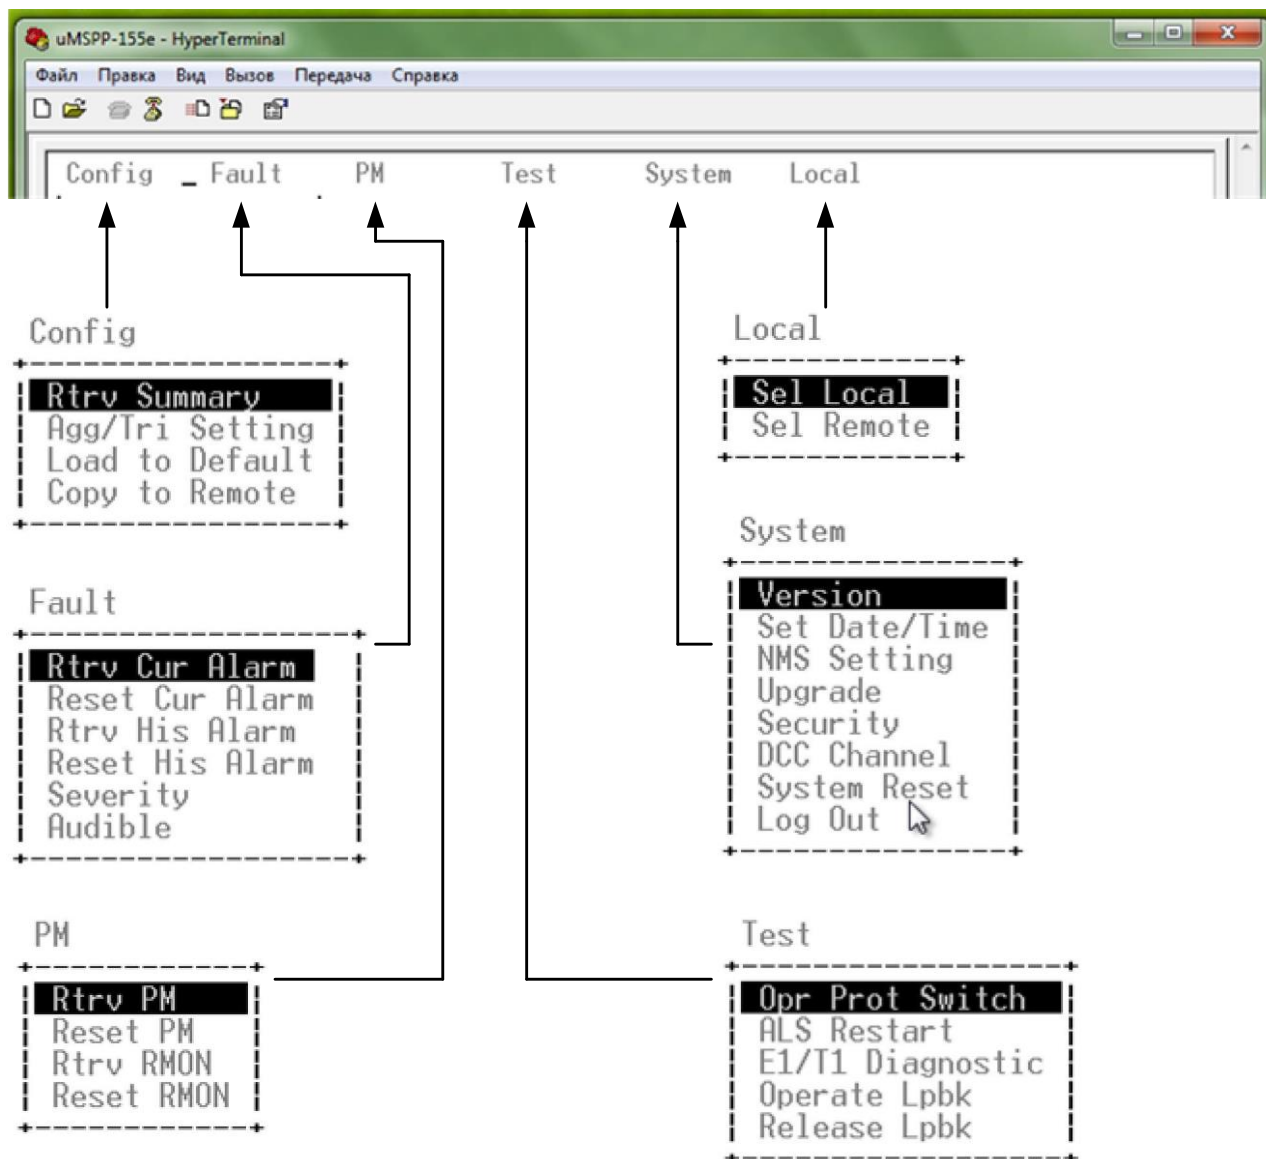 uMSPP-155e - HyperTerminal
Файл Правка Вид Вызов Передача Справка
Config Fault PM Test System Local
Config
Rtrv Summary
Agg/Tri Setting
Load to Default
Copy to Remote
Fault
Rtrv Cur Alarm
Reset Cur Alarm
Rtrv His Alarm
Reset His Alarm
Severity
Audible
PM
Rtrv PM
Reset PM
Rtrv RMON
Reset RMON
Local
Sel Local
Sel Remote
System
Version
Set Date/Time
NMS Setting
Upgrade
Security
DCC Channel
System Reset
Log Out
Test
Opr Prot Switch
ALS Restart
E1/T1 Diagnostic
Operate Lpbk
Release Lpbk